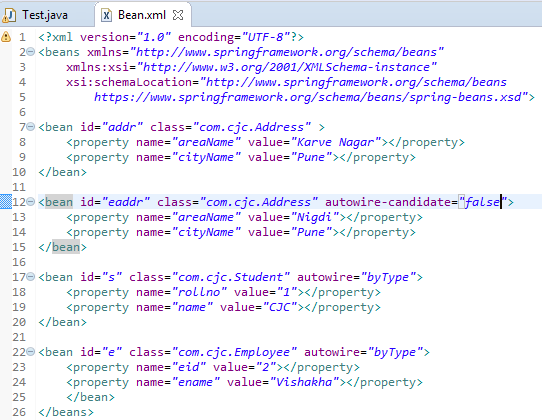 Test.java Bean.xml
1 <?xml version="1.0" encoding="UTF-8"?>
2 <beans xmlns="http://www.springframework.org/schema/beans"
3 xmlns:xsi="http://www.w3.org/2001/XMLSchema-instance"
4 xsi:schemaLocation="http://www.springframework.org/schema/beans
5 https://www.springframework.org/schema/beans/spring-beans.xsd">
6
7 <bean id="addr" class="com.cjc.Address" >
8 <property name="areaName" value="Karve Nagar"></property>
9 <property name="cityName" value="Pune"></property>
10 </bean>
11
12 <bean id="eaddr" class="com.cjc.Address" autowire-candidate="false">
13 <property name="areaName" value="Nigdi"></property>
14 <property name="cityName" value="Pune"></property>
15 </bean>
16
17 <bean id="s" class="com.cjc.Student" autowire="byType">
18 <property name="rollno" value="1"></property>
19 <property name="name" value="CJC"></property>
20 </bean>
21
22 <bean id="e" class="com.cjc.Employee" autowire="byType">
23 <property name="eid" value="2"></property>
24 <property name="ename" value="Vishakha"></property>
25 </bean>
26 </beans>